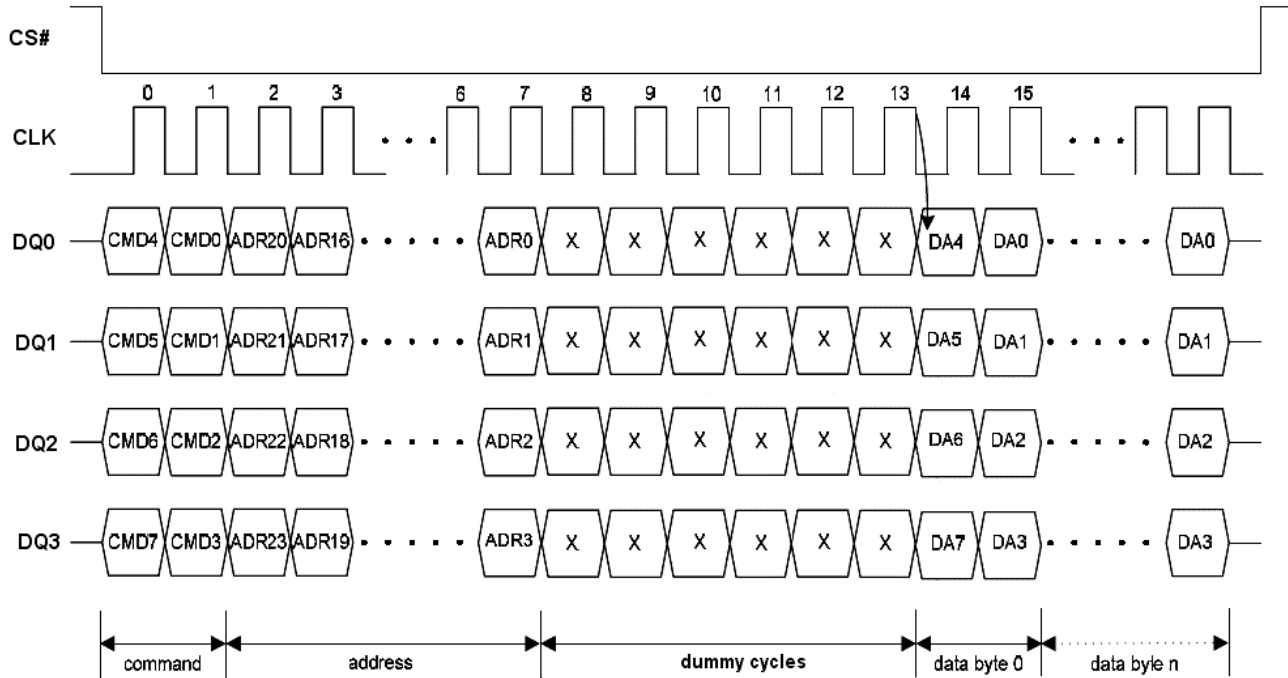 CS#
0 1 2 3 6 7 8 9 10 11 12 13 14 15
CLK
DQ0 CMD4 CMD0 ADR20 ADR16 ADR0 X X X X X X DA4 DA0 DA0
DQ1 CMD5 CMD1 ADR21 ADR17 ADR1 X X X X X X DA5 DA1 DA1
DQ2 CMD6 CMD2 ADR22 ADR18 ADR2 X X X X X X DA6 DA2 DA2
DQ3 CMD7 CMD3 ADR23 ADR19 ADR3 X X X X X X DA7 DA3 DA3
command address dummy cycles data byte 0 data byte n